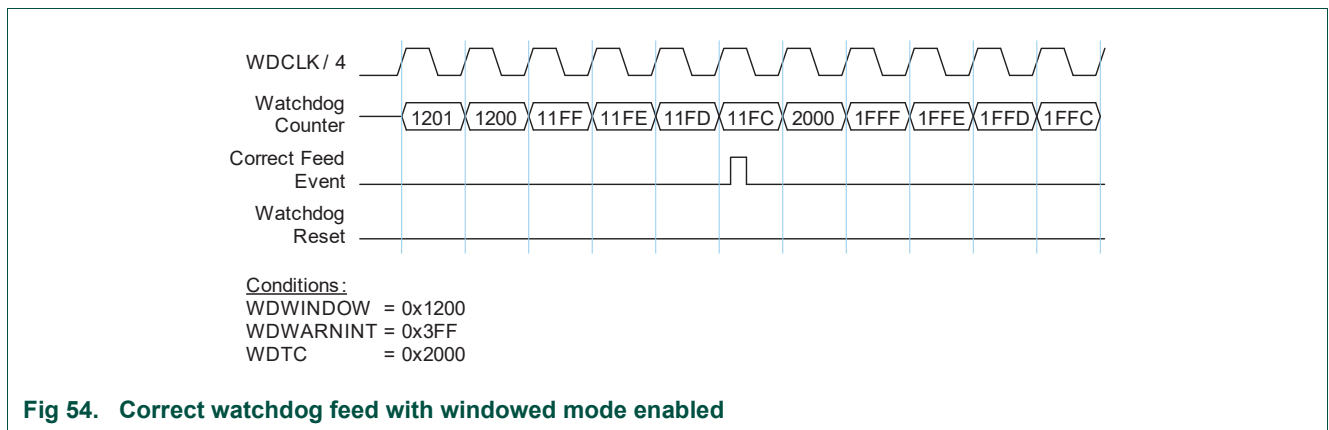 WDCLK / 4
Watchdog
Counter
1201 1200 11FF 11FE 11FD 11FC 2000 1FFF 1FFE 1FFD 1FFC
Correct Feed
Event
Watchdog
Reset
Conditions:
WDWINDOW = 0x1200
WDWARNINT = 0x3FF
WDTC = 0x2000
Fig 54. Correct watchdog feed with windowed mode enabled